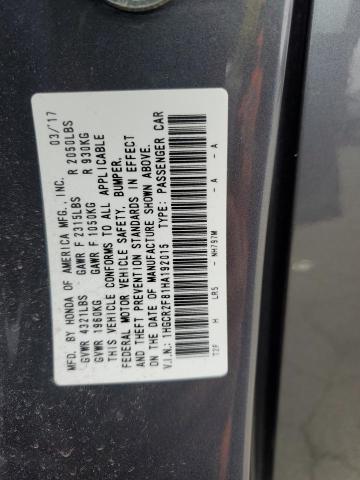 MFD. BY HONDA OF AMERICA MFG., INC. 03/17
GVWR 4321LBS GAWR F 2315LBS R 2050LBS
GVWR 1960KG GAWR F 1050KG R 930KG
THIS VEHICLE CONFORMS TO ALL APPLICABLE
FEDERAL MOTOR VEHICLE SAFETY, BUMPER,
AND THEFT PREVENTION STANDARDS IN EFFECT
ON THE DATE OF MANUFACTURE SHOWN ABOVE.
V.I.N.: 1HGCR2F81HA192015 TYPE: PASSENGER CAR
T2F H LR5 - NH797M - A - A